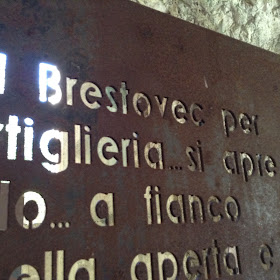 l Brestovec per
rtiglieria...si apre
lo... a fianco
ella aperta